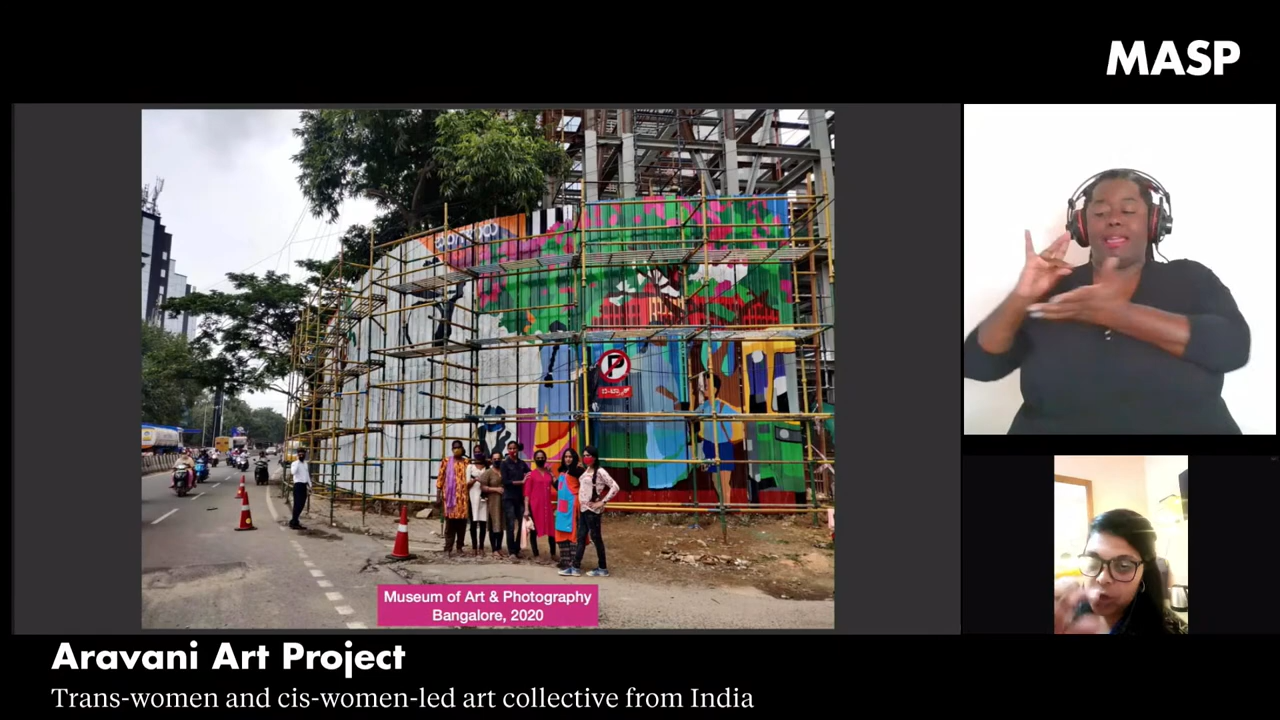 MASP
P
Museum of Art & Photography
Bangalore, 2020
Aravani Art Project
Trans-women and cis-women-led art collective from India